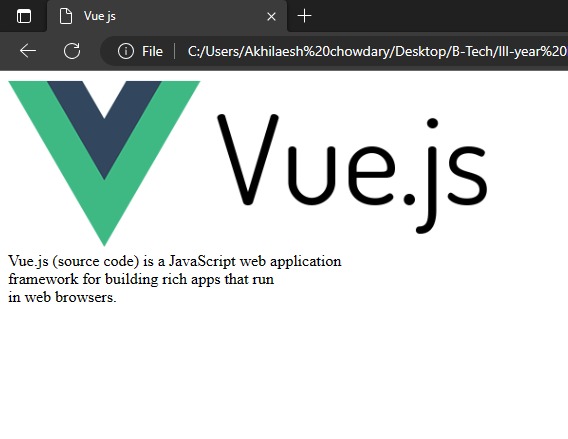 Vue js
File
C:/Users/Akhilaesh%20chowdary/Desktop/B-Tech/III-year%20
Vue.js
Vue.js (source code) is a JavaScript web application
framework for building rich apps that run
in web browsers.